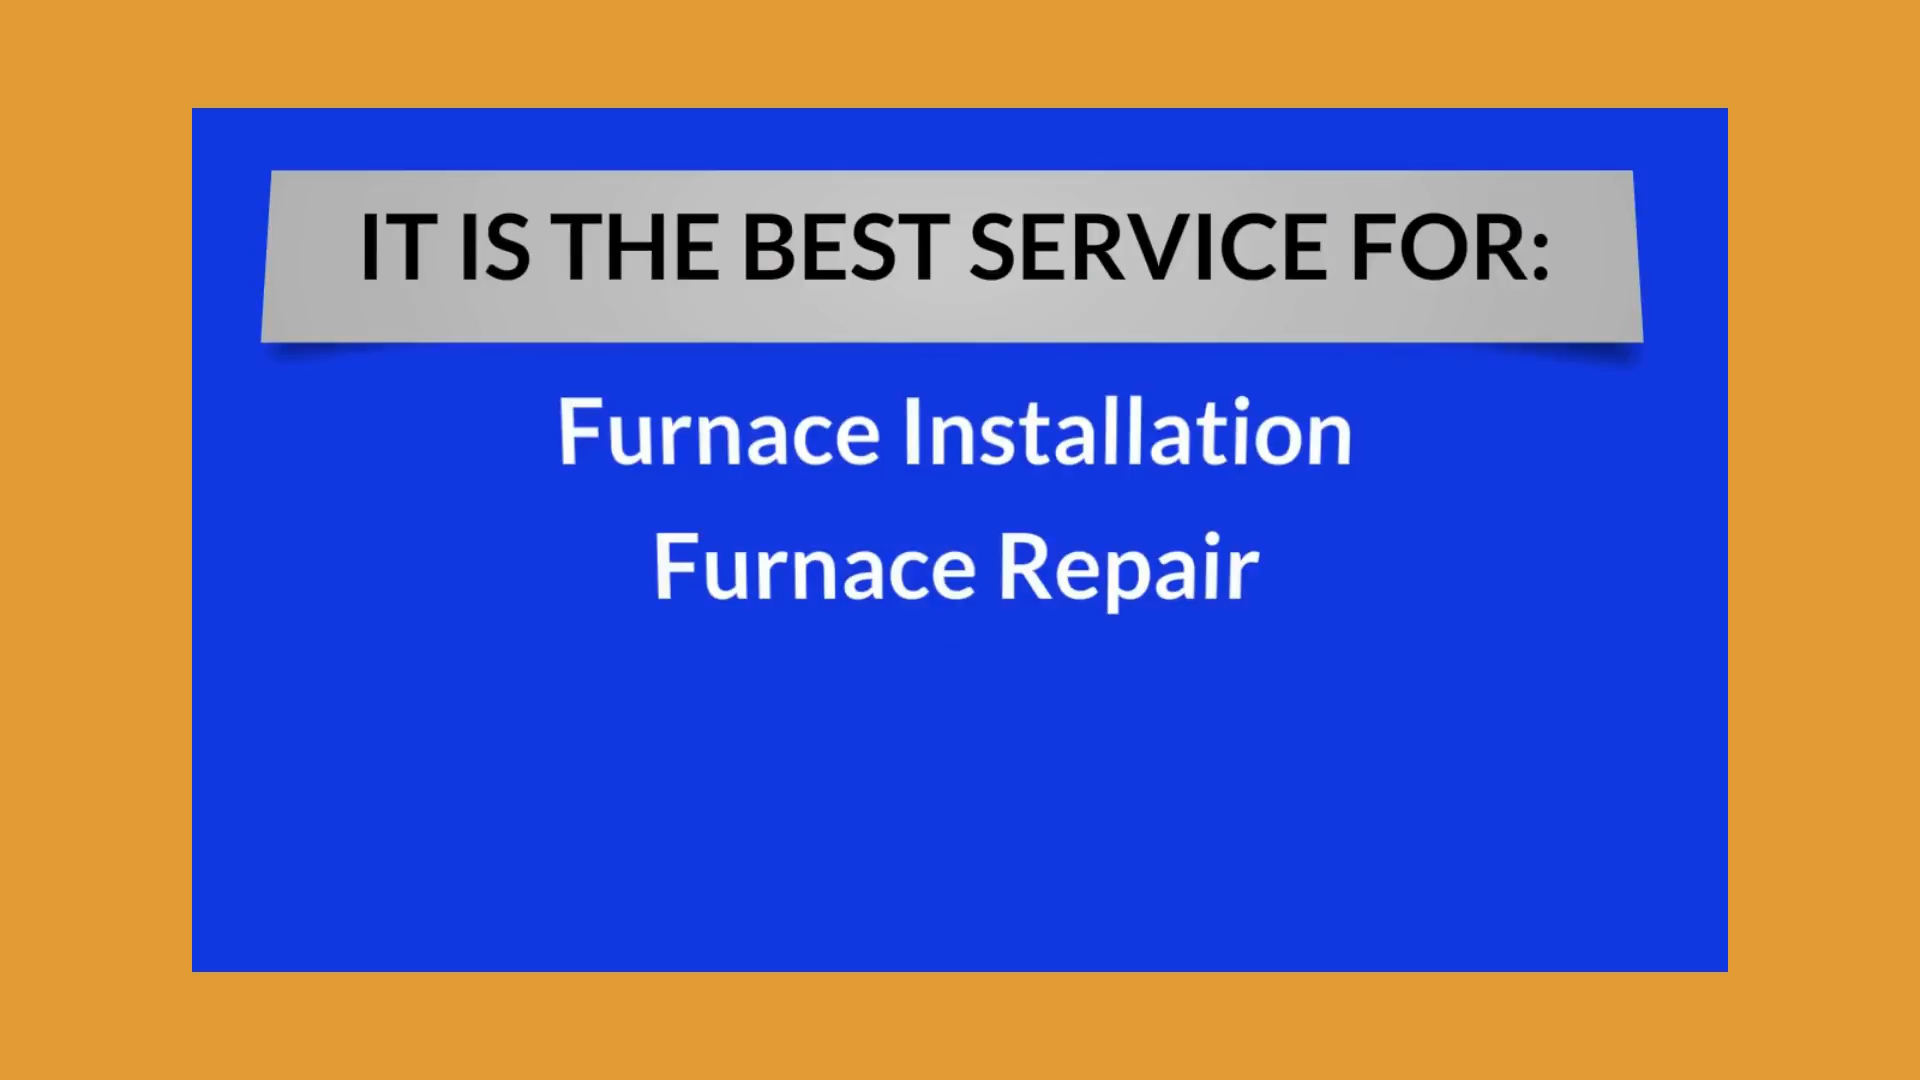 IT IS THE BEST SERVICE FOR:
Furnace Installation
Furnace Repair